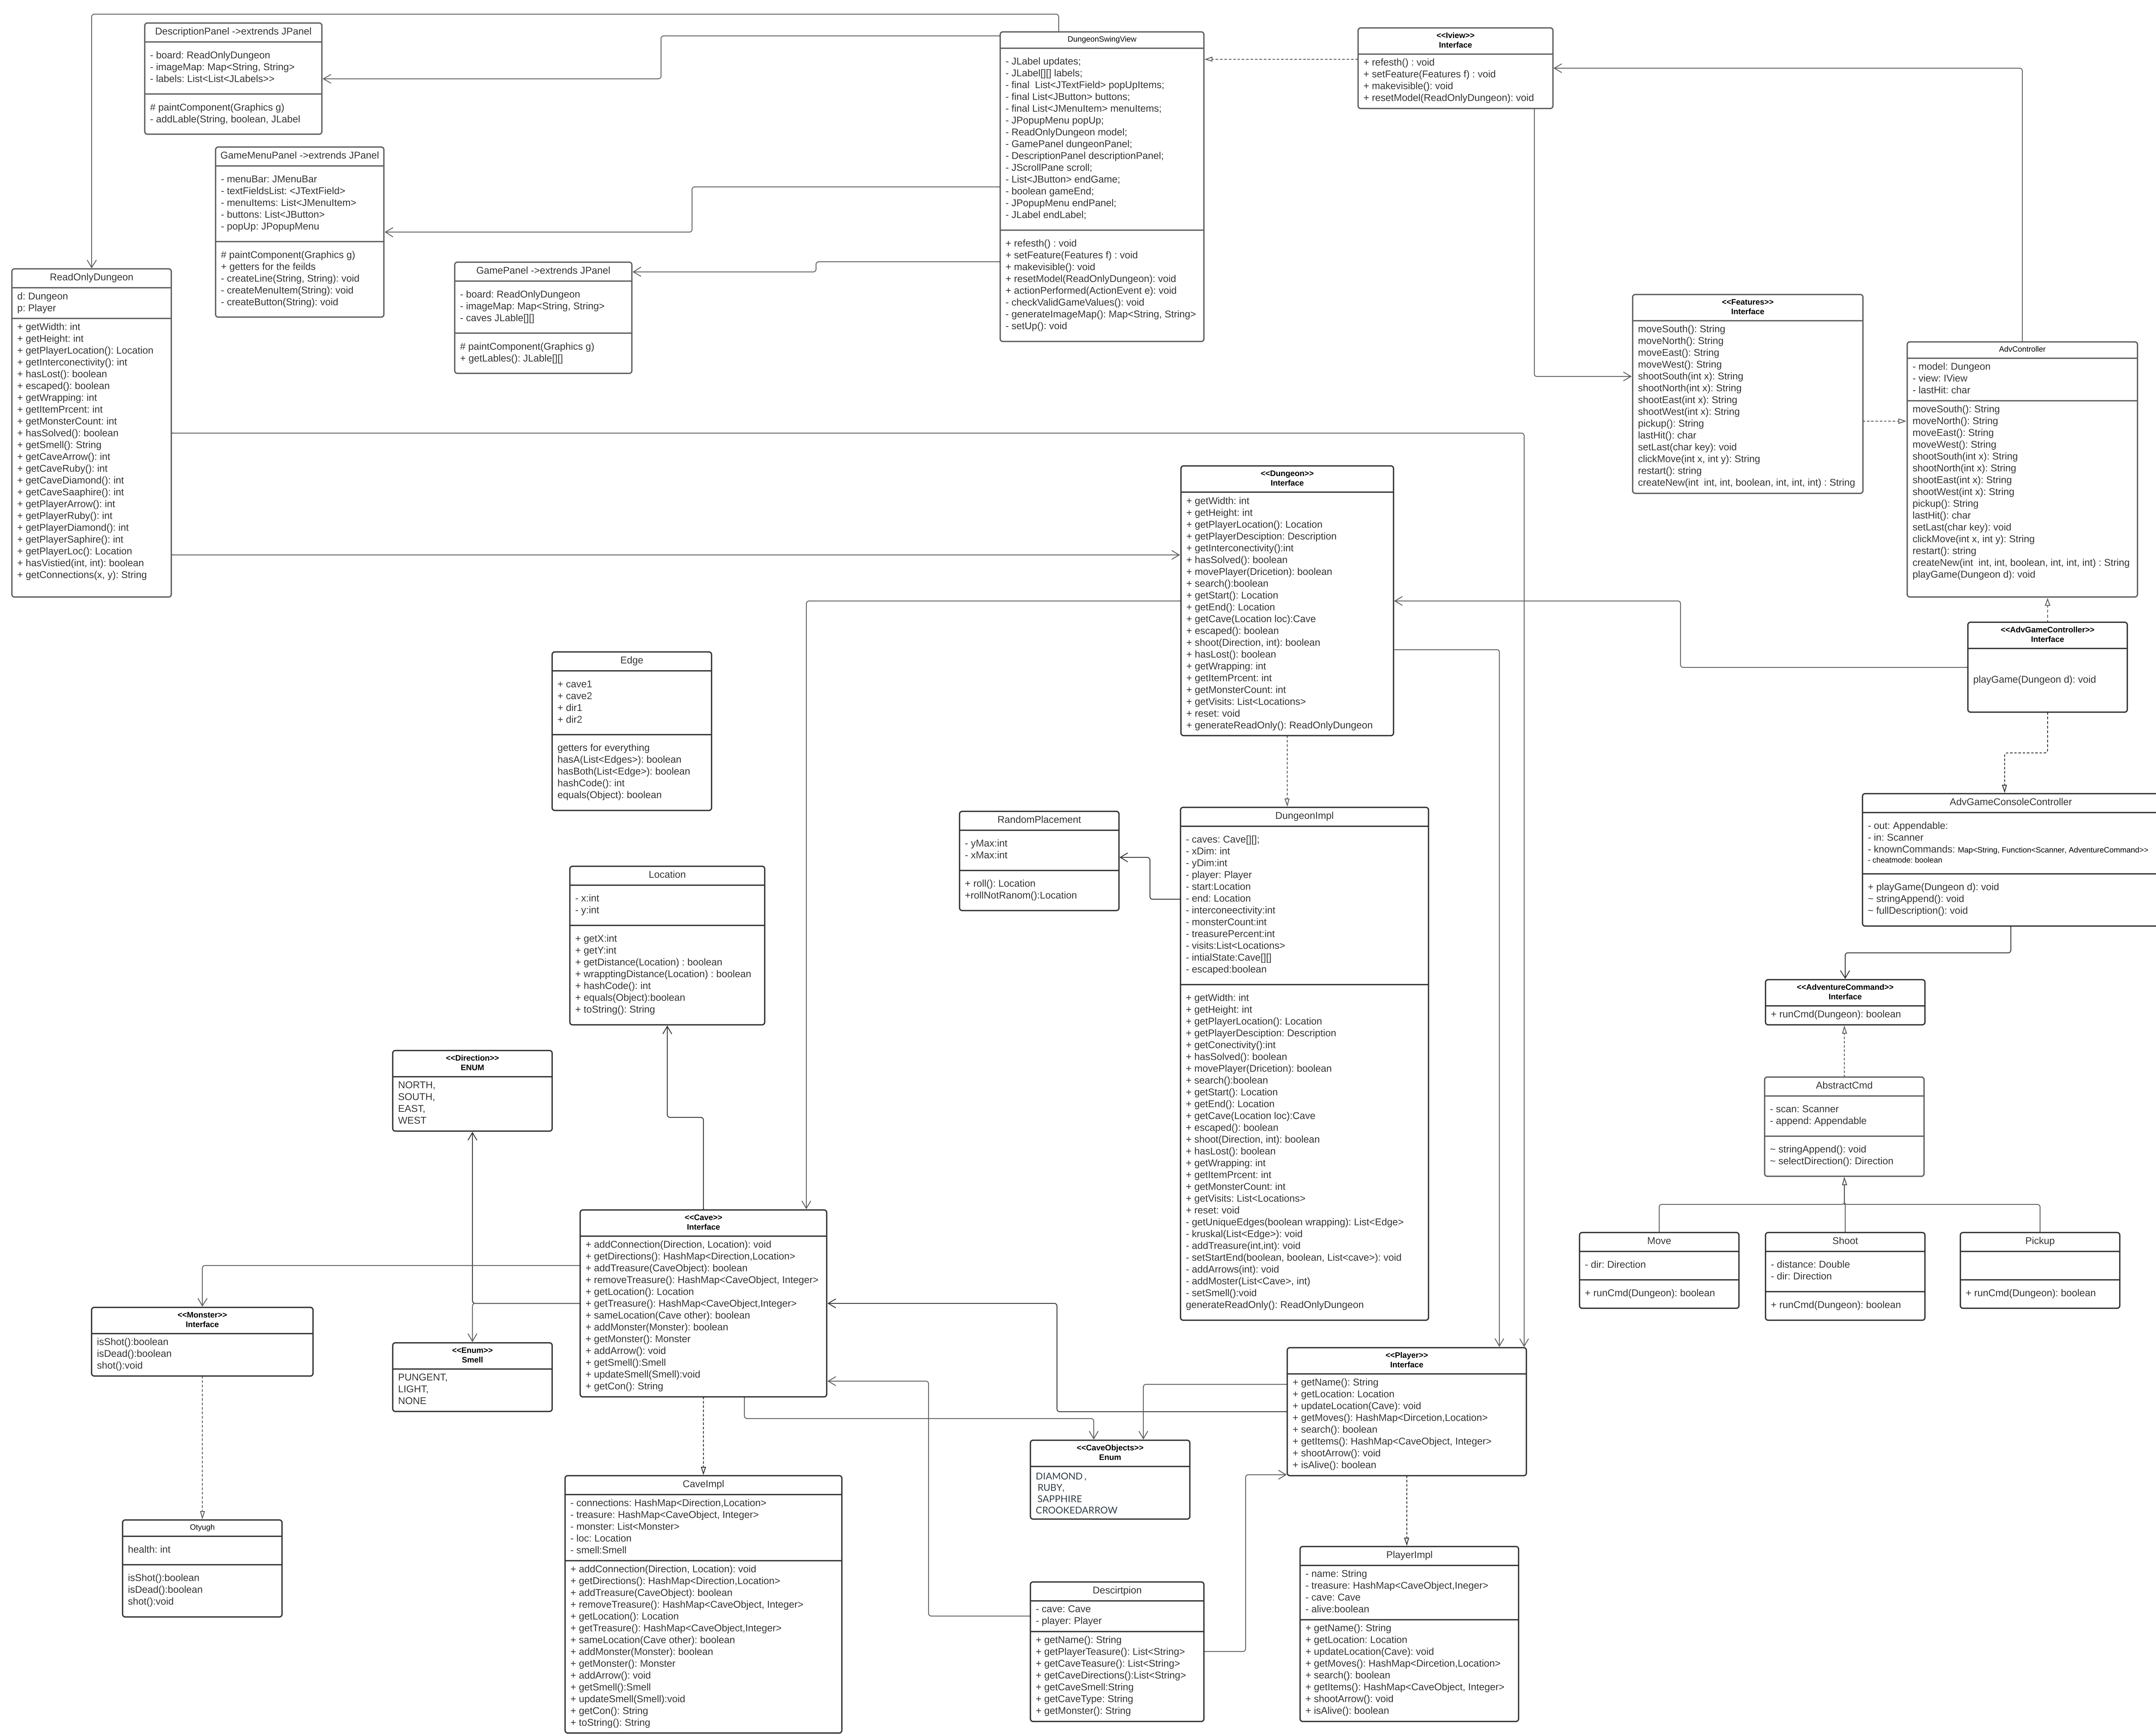 DescriptionPanel ->extrends JPanel
- board: ReadOnlyDungeon
- imageMap: Map<String, String>
- labels: List<List<JLabels>>
# paintComponent(Graphics g)
- addLable(String, boolean, JLabel
GameMenuPanel ->extrends JPanel
- menuBar: JMenuBar
- textFieldsList: <JTextField>
- menuItems: List<JMenuItem>
- buttons: List<JButton>
- popUp: JPopupMenu
# paintComponent(Graphics g)
+ getters for the feilds
- createLine(String, String): void
- createMenuItem(String): void
- createButton(String): void
GamePanel ->extrends JPanel
- board: ReadOnlyDungeon
- imageMap: Map<String, String>
- caves JLable[][]
# paintComponent(Graphics g)
+ getLables(): JLable[][]
DungeonSwingView
- JLabel updates;
- JLabel[][] labels;
- final  List<JTextField> popUpItems;
- final List<JButton> buttons;
- final List<JMenuItem> menuItems;
- JPopupMenu popUp;
- ReadOnlyDungeon model;
- GamePanel dungeonPanel;
- DescriptionPanel descriptionPanel;
- JScrollPane scroll;
- List<JButton> endGame;
- boolean gameEnd;
- JPopupMenu endPanel;
- JLabel endLabel;
+ refesth() : void
+ setFeature(Features f) : void
+ makevisible(): void
+ resetModel(ReadOnlyDungeon): void
+ actionPerformed(ActionEvent e): void
- checkValidGameValues(): void
- generateImageMap(): Map<String, String>
- setUp(): void
<<Iview>>
Interface
+ refesth() : void
+ setFeature(Features f) : void
+ makevisible(): void
+ resetModel(ReadOnlyDungeon): void
ReadOnlyDungeon
d: Dungeon
p: Player
+ getWidth: int
+ getHeight: int
+ getPlayerLocation(): Location
+ getInterconectivity(): int
+ hasLost(): boolean
+ escaped(): boolean
+ getWrapping: int
+ getItemPrcent: int
+ getMonsterCount: int
+ hasSolved(): boolean
+ getSmell(): String
+ getCaveArrow(): int
+ getCaveRuby(): int
+ getCaveDiamond(): int
+ getCaveSaaphire(): int
+ getPlayerArrow(): int
+ getPlayerRuby(): int
+ getPlayerDiamond(): int
+ getPlayerSaphire(): int
+ getPlayerLoc(): Location
+ hasVistied(int, int): boolean
+ getConnections(x, y): String
<<Features>>
Interface
moveSouth(): String
moveNorth(): String
moveEast(): String
moveWest(): String
shootSouth(int x): String
shootNorth(int x): String
shootEast(int x): String
shootWest(int x): String
pickup(): String
lastHit(): char
setLast(char key): void
clickMove(int x, int y): String
restart(): string
createNew(int  int, int, boolean, int, int, int) : String
AdvController
- model: Dungeon
- view: IView
- lastHit: char
moveSouth(): String
moveNorth(): String
moveEast(): String
moveWest(): String
shootSouth(int x): String
shootNorth(int x): String
shootEast(int x): String
shootWest(int x): String
pickup(): String
lastHit(): char
setLast(char key): void
clickMove(int x, int y): String
restart(): string
createNew(int  int, int, boolean, int, int, int) : String
playGame(Dungeon d): void
<<Dungeon>>
Interface
+ getWidth: int
+ getHeight: int
+ getPlayerLocation(): Location
+ getPlayerDesciption: Description
+ getInterconectivity():int
+ hasSolved(): boolean
+ movePlayer(Dricetion): boolean
+ search():boolean
+ getStart(): Location
+ getEnd(): Location
+ getCave(Location loc):Cave
+ escaped(): boolean
+ shoot(Direction, int): boolean
+ hasLost(): boolean
+ getWrapping: int
+ getItemPrcent: int
+ getMonsterCount: int
+ getVisits: List<Locations>
+ reset: void
+ generateReadOnly(): ReadOnlyDungeon
<<AdvGameController>>
Interface
playGame(Dungeon d): void
Edge
+ cave1
+ cave2
+ dir1
+ dir2
getters for everything
hasA(List<Edges>): boolean
hasBoth(List<Edge>): boolean
hashCode(): int
equals(Object): boolean
AdvGameConsoleController
- out: Appendable:
- in: Scanner
- knownCommands: Map<String, Function<Scanner, AdventureCommand>>
- cheatmode: boolean
+ playGame(Dungeon d): void
~ stringAppend(): void
~ fullDescription(): void
RandomPlacement
- yMax:int
- xMax:int
+ roll(): Location
+rollNotRanom():Location
DungeonImpl
- caves: Cave[][];
- xDim: int
- yDim:int
- player: Player
- start:Location
- end: Location
- interconeectivity:int
- monsterCount:int
- treasurePercent:int
- visits:List<Locations>
- intialState:Cave[][]
- escaped:boolean
+ getWidth: int
+ getHeight: int
+ getPlayerLocation(): Location
+ getPlayerDesciption: Description
+ getConectivity():int
+ hasSolved(): boolean
+ movePlayer(Dricetion): boolean
+ search():boolean
+ getStart(): Location
+ getEnd(): Location
+ getCave(Location loc):Cave
+ escaped(): boolean
+ shoot(Direction, int): boolean
+ hasLost(): boolean
+ getWrapping: int
+ getItemPrcent: int
+ getMonsterCount: int
+ getVisits: List<Locations>
+ reset: void
- getUniqueEdges(boolean wrapping): List<Edge>
- kruskal(List<Edge>): void
- addTreasure(int,int): void
- setStartEnd(boolean, boolean, List<cave>): void
- addArrows(int): void
- addMoster(List<Cave>, int)
- setSmell():void
generateReadOnly(): ReadOnlyDungeon
Location
- x:int
- y:int
+ getX:int
+ getY:int
+ getDistance(Location) : boolean
+ wrapptingDistance(Location) : boolean
+ hashCode(): int
+ equals(Object):boolean
+ toString(): String
<<AdventureCommand>>
Interface
+ runCmd(Dungeon): boolean
<<Direction>>
ENUM
NORTH,
SOUTH,
EAST,
WEST
AbstractCmd
- scan: Scanner
- append: Appendable
~ stringAppend(): void
~ selectDirection(): Direction
<<Cave>>
Interface
+ addConnection(Direction, Location): void
+ getDirections(): HashMap<Direction,Location>
+ addTreasure(CaveObject): boolean
+ removeTreasure(): HashMap<CaveObject, Integer>
+ getLocation(): Location
+ getTreasure(): HashMap<CaveObject,Integer>
+ sameLocation(Cave other): boolean
+ addMonster(Monster): boolean
+ getMonster(): Monster
+ addArrow(): void
+ getSmell():Smell
+ updateSmell(Smell):void
+ getCon(): String
Move
- dir: Direction
+ runCmd(Dungeon): boolean
Shoot
- distance: Double
- dir: Direction
+ runCmd(Dungeon): boolean
Pickup
+ runCmd(Dungeon): boolean
<<Monster>>
Interface
isShot():boolean
isDead():boolean
shot():void
<<Enum>>
Smell
PUNGENT,
LIGHT,
NONE
<<Player>>
Interface
+ getName(): String
+ getLocation: Location
+ updateLocation(Cave): void
+ getMoves(): HashMap<Dircetion,Location>
+ search(): boolean
+ getItems(): HashMap<CaveObject, Integer>
+ shootArrow(): void
+ isAlive(): boolean
<<CaveObjects>>
Enum
DIAMOND ,
RUBY,
SAPPHIRE
CROOKEDARROW
CaveImpl
- connections: HashMap<Direction,Location>
- treasure: HashMap<CaveObject, Integer>
- monster: List<Monster>
- loc: Location
- smell:Smell
+ addConnection(Direction, Location): void
+ getDirections(): HashMap<Direction,Location>
+ addTreasure(CaveObject): boolean
+ removeTreasure(): HashMap<CaveObject, Integer>
+ getLocation(): Location
+ getTreasure(): HashMap<CaveObject,Integer>
+ sameLocation(Cave other): boolean
+ addMonster(Monster): boolean
+ getMonster(): Monster
+ addArrow(): void
+ getSmell():Smell
+ updateSmell(Smell):void
+ getCon(): String
+ toString(): String
Otyugh
health: int
isShot():boolean
isDead():boolean
shot():void
Descirtpion
- cave: Cave
- player: Player
+ getName(): String
+ getPlayerTeasure(): List<String>
+ getCaveTeasure(): List<String>
+ getCaveDirections():List<String>
+ getCaveSmell:String
+ getCaveType: String
+ getMonster(): String
PlayerImpl
- name: String
- treasure: HashMap<CaveObject,Ineger>
- cave: Cave
- alive:boolean
+ getName(): String
+ getLocation: Location
+ updateLocation(Cave): void
+ getMoves(): HashMap<Dircetion,Location>
+ search(): boolean
+ getItems(): HashMap<CaveObject, Integer>
+ shootArrow(): void
+ isAlive(): boolean